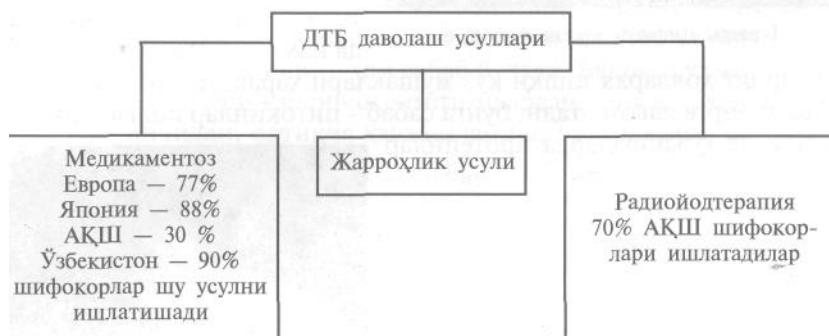 ДТБ даволаш усуллари
Медикаментоз
Европа — 77%
Япония — 88%
АҚШ — 30 %
Ўзбекистон — 90%
шифокорлар шу усулни
ишлатишади
Жарроҳлик усули
Радиойодтерапия
70% АҚШ шифокор-
лари ишлатадилар